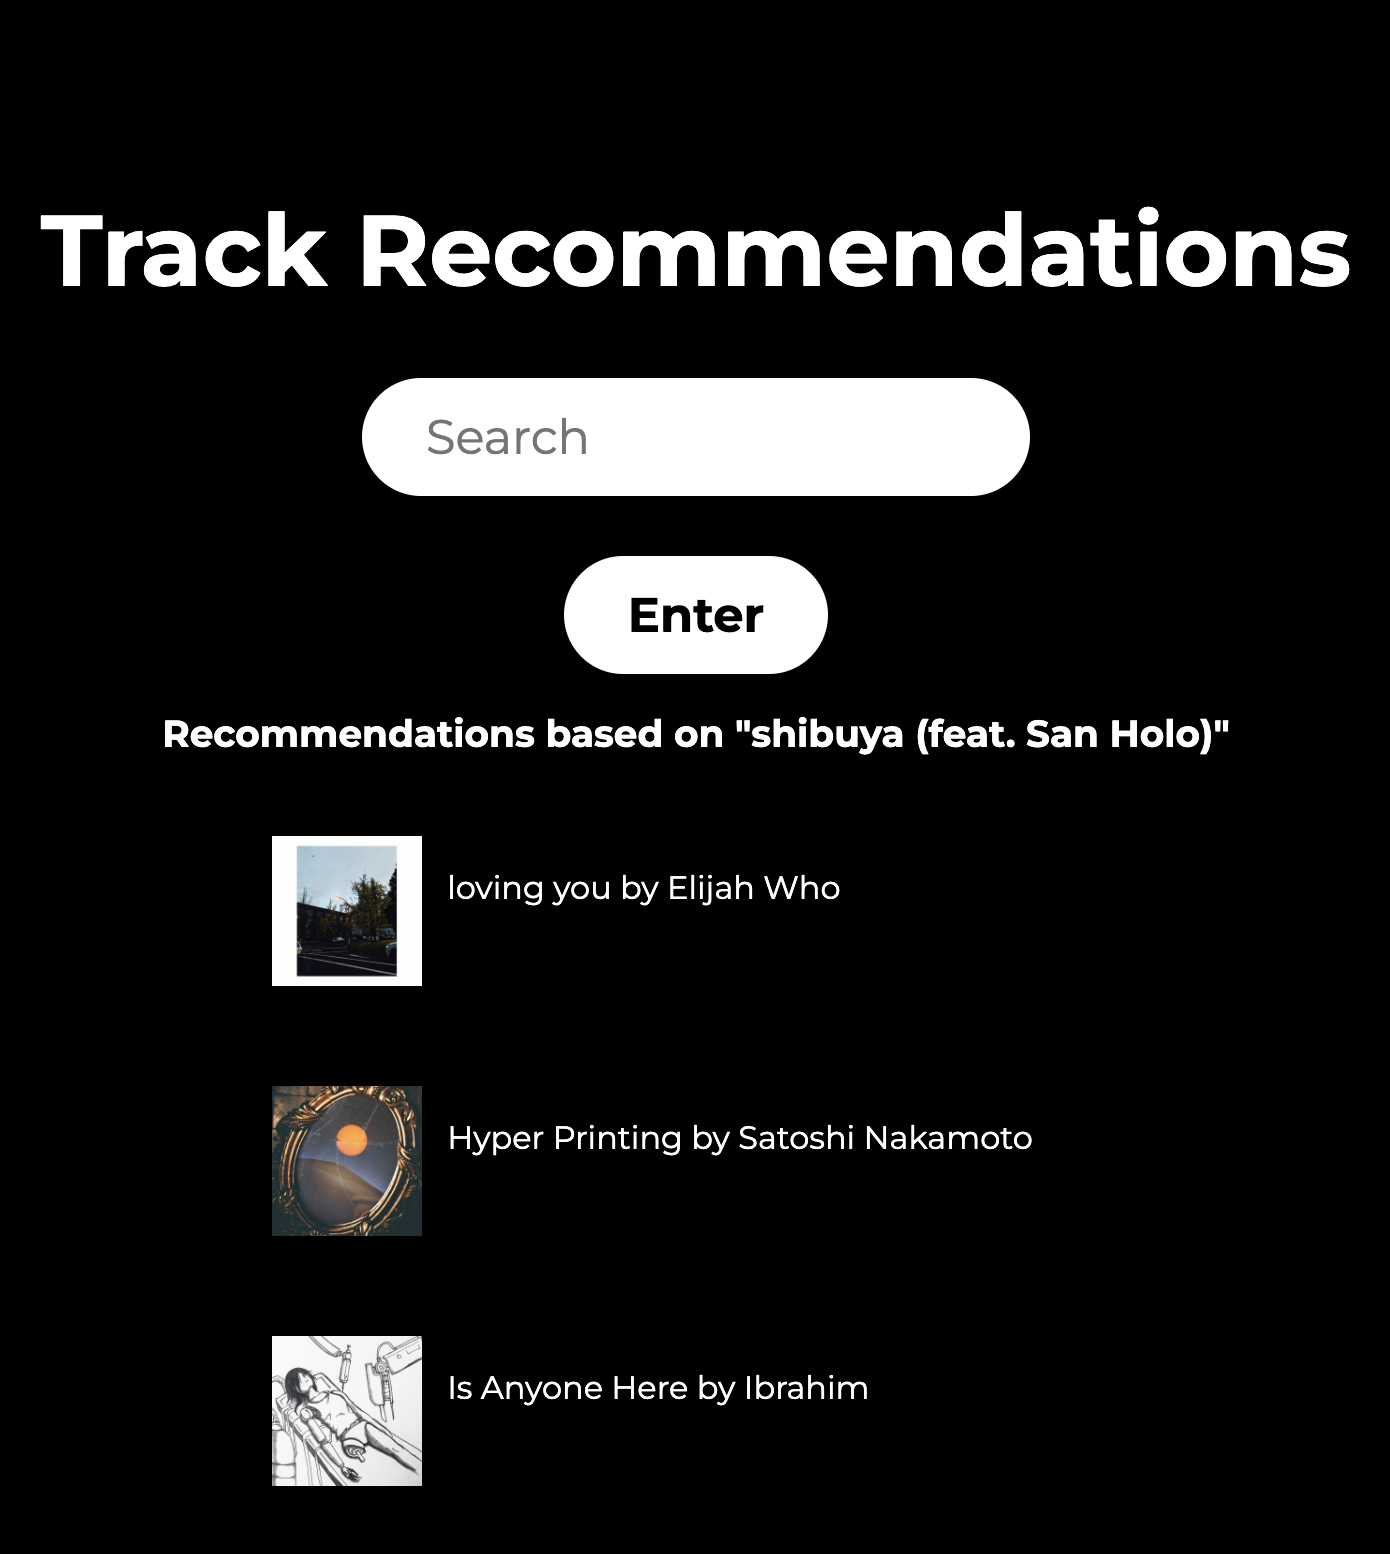 Track Recommendations
Search
Enter
Recommendations based on "shibuya (feat. San Holo)"
loving you by Elijah Who
Hyper Printing by Satoshi Nakamoto
Is Anyone Here by Ibrahim